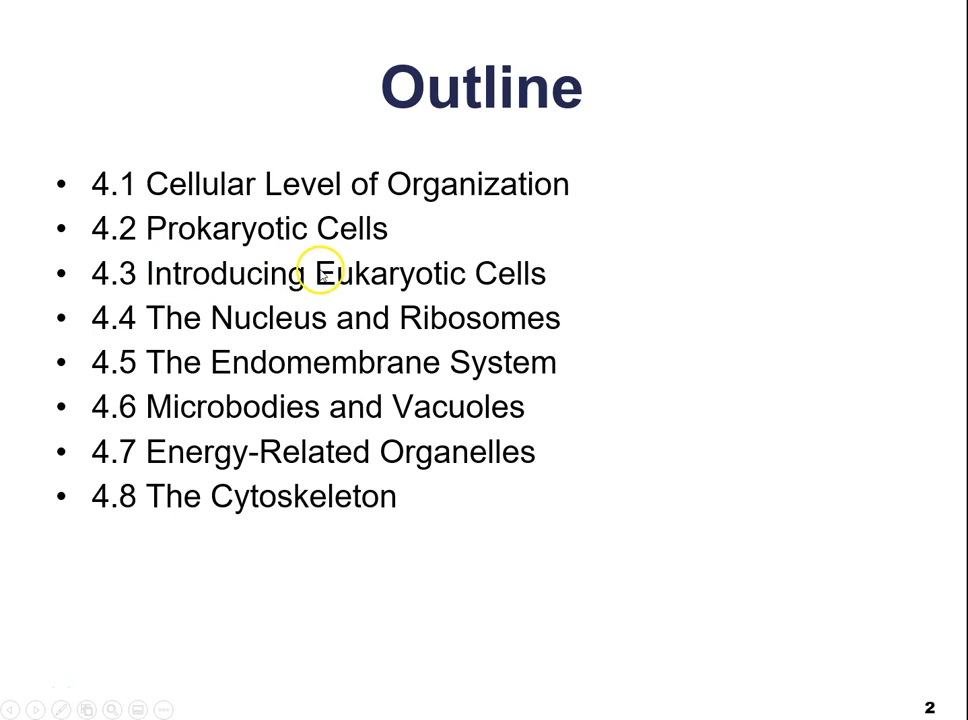 Outline
• 4.1 Cellular Level of Organization
• 4.2 Prokaryotic Cells
• 4.3 Introducing Eukaryotic Cells
• 4.4 The Nucleus and Ribosomes
• 4.5 The Endomembrane System
• 4.6 Microbodies and Vacuoles
• 4.7 Energy-Related Organelles
• 4.8 The Cytoskeleton
2